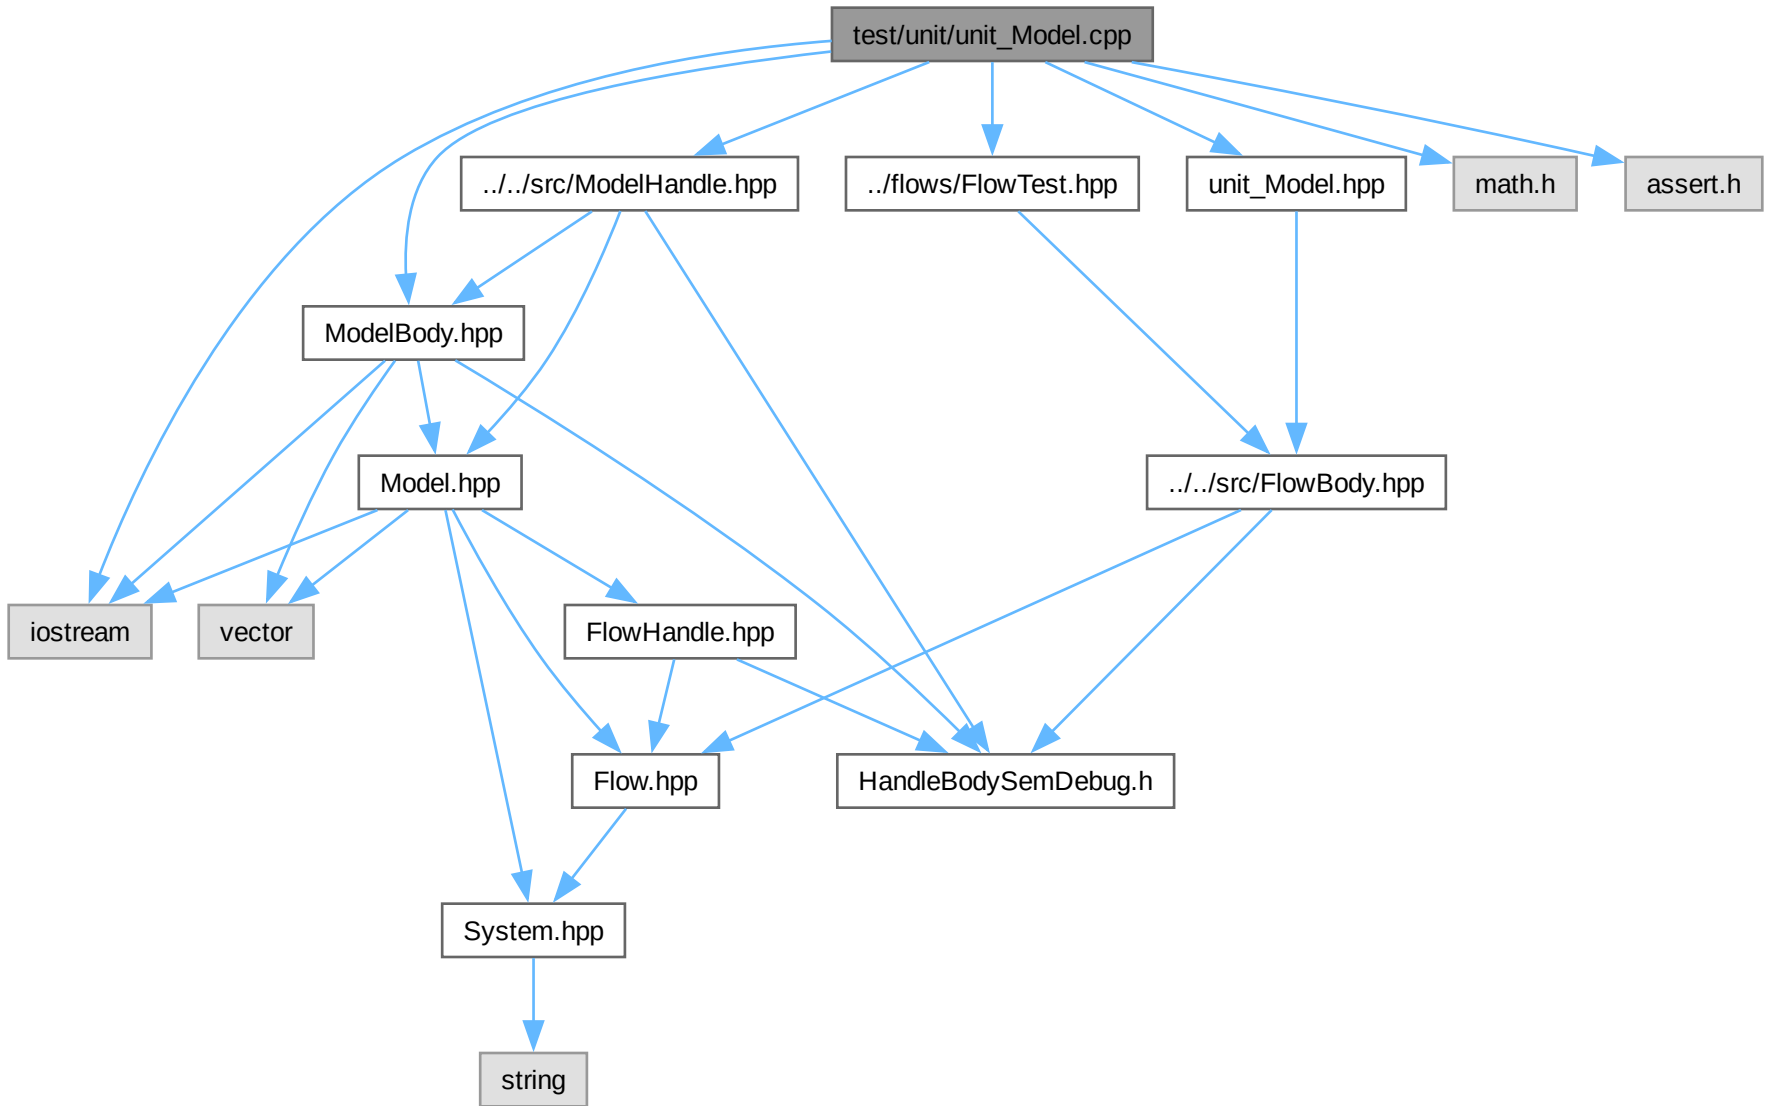 test/unit/unit_Model.cpp
../../src/ModelHandle.hpp
../flows/FlowTest.hpp
unit_Model.hpp
math.h
assert.h
ModelBody.hpp
Model.hpp
../../src/FlowBody.hpp
iostream
vector
FlowHandle.hpp
Flow.hpp
HandleBodySemDebug.h
System.hpp
string